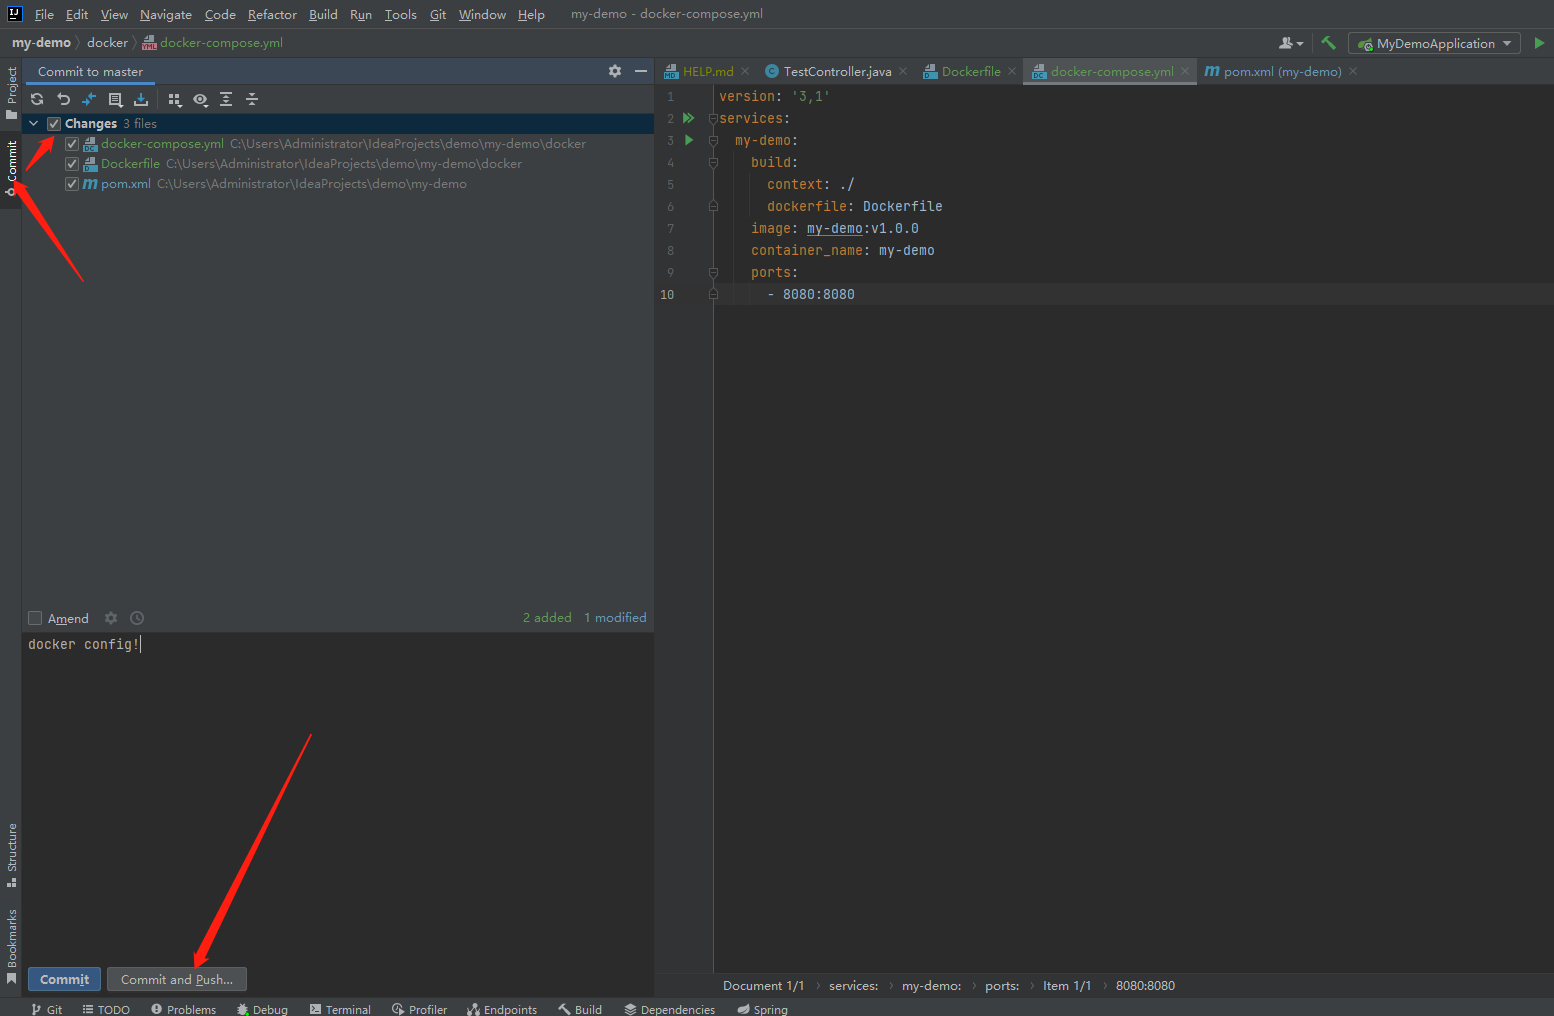 File Edit View Navigate Code Refactor Build Run Tools Git Window Help my-demo - docker-compose.yml
my-demo docker docker-compose.yml MyDemoApplication
Project
Commit
Structure
Bookmarks
Commit to master
Changes 3 files
docker-compose.yml C:\Users\Administrator\IdeaProjects\demo\my-demo\docker
Dockerfile C:\Users\Administrator\IdeaProjects\demo\my-demo\docker
pom.xml C:\Users\Administrator\IdeaProjects\demo\my-demo
Amend 2 added 1 modified
docker config!
Commit Commit and Push...
HELP.md TestController.java Dockerfile docker-compose.yml pom.xml (my-demo)
1 version: '3,1'
2 services:
3 my-demo:
4 build:
5 context: ./
6 dockerfile: Dockerfile
7 image: my-demo:v1.0.0
8 container_name: my-demo
9 ports:
10 - 8080:8080
Document 1/1 › services: › my-demo: › ports: › Item 1/1 › 8080:8080
Git TODO Problems Debug Terminal Profiler Endpoints Build Dependencies Spring